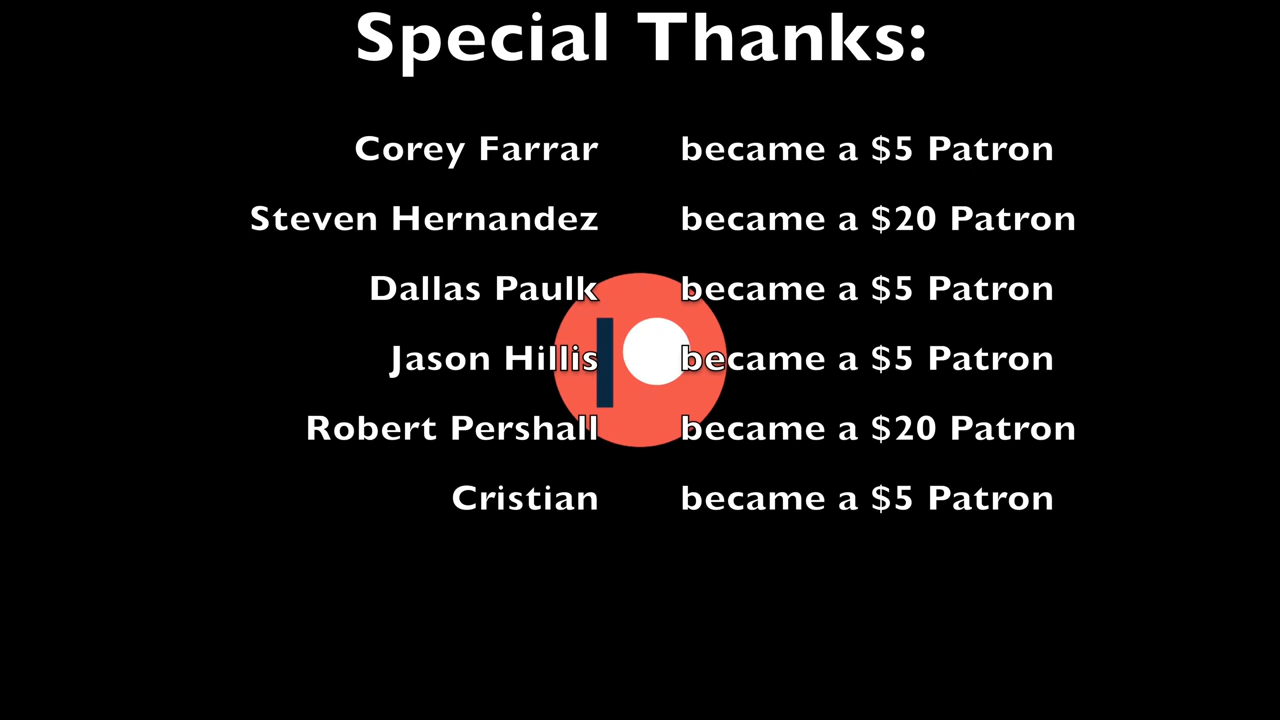 Special Thanks:
Corey Farrar became a $5 Patron
Steven Hernandez became a $20 Patron
Dallas Paulk became a $5 Patron
Jason Hillis became a $5 Patron
Robert Pershall became a $20 Patron
Cristian became a $5 Patron